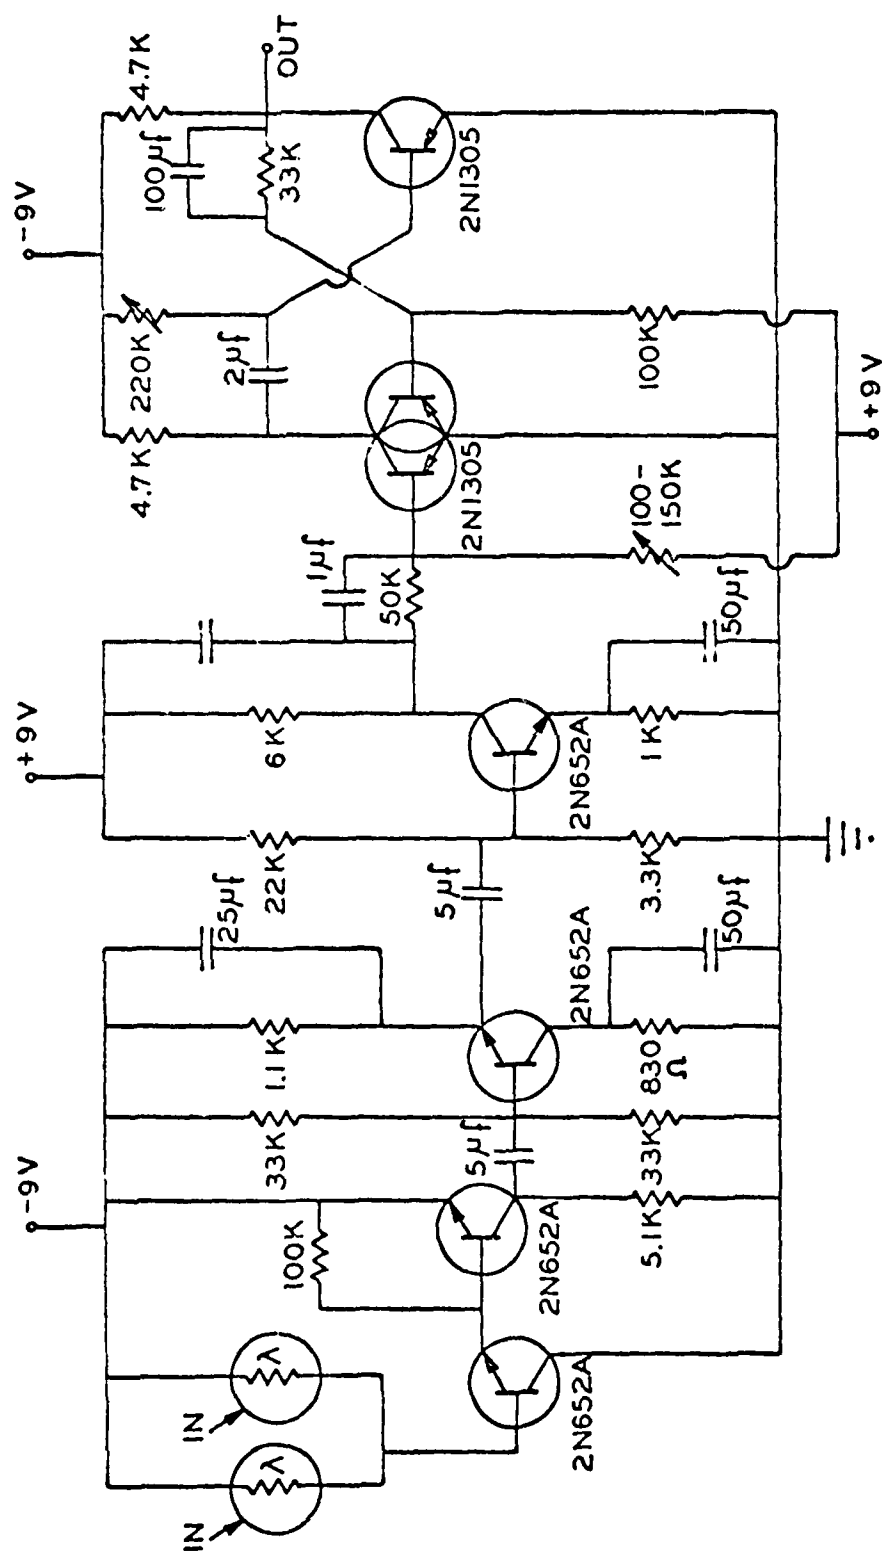 -9V
+9V
-9V
4.7K
220K
4.7K
100μf
IN
IN
λ
λ
25μf
2μf
33K
1.1K
22K
6K
33K
OUT
100K
1μf
50K
5μf
5μf
2N1305
2N1305
2N652A
2N652A
2N652A
2N652A
5.1K
33K
830
Ω
3.3K
1K
100-
150K
100K
50μf
50μf
+9V